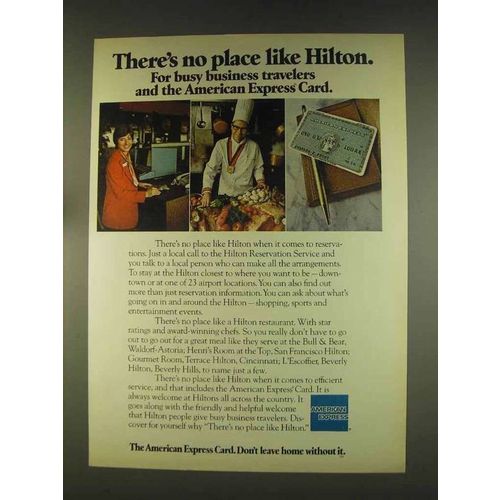 There's no place like Hilton.
For busy business travelers
and the American Express Card.
AMERICAN EXPRESS
There's no place like Hilton when it comes to reserva-
tions. Just a local call to the Hilton Reservation Service and
you talk to a local person who can make all the arrangements.
To stay at the Hilton closest to where you want to be—down-
town or at one of 23 airport locations. You can also find out
more than just reservation information. You can ask about what's
going on in and around the Hilton—shopping, sports and
entertainment events.
There's no place like a Hilton restaurant. With star
ratings and award-winning chefs. So you really don't have to go
out to go out for a great meal like they serve at the Bull & Bear,
Waldorf-Astoria; Henri's Room at the Top, San Francisco Hilton;
Gourmet Room, Terrace Hilton, Cincinnati; L'Escoffier, Beverly
Hilton, Beverly Hills, to name just a few.
There's no place like Hilton when it comes to efficient
service, and that includes the American Express® Card. It is
always welcome at Hiltons all across the country. It
goes along with the friendly and helpful welcome
that Hilton people give busy business travelers. Dis-
cover for yourself why "There's no place like Hilton."
AMERICAN
EXPRESS
The American Express Card. Don't leave home without it.